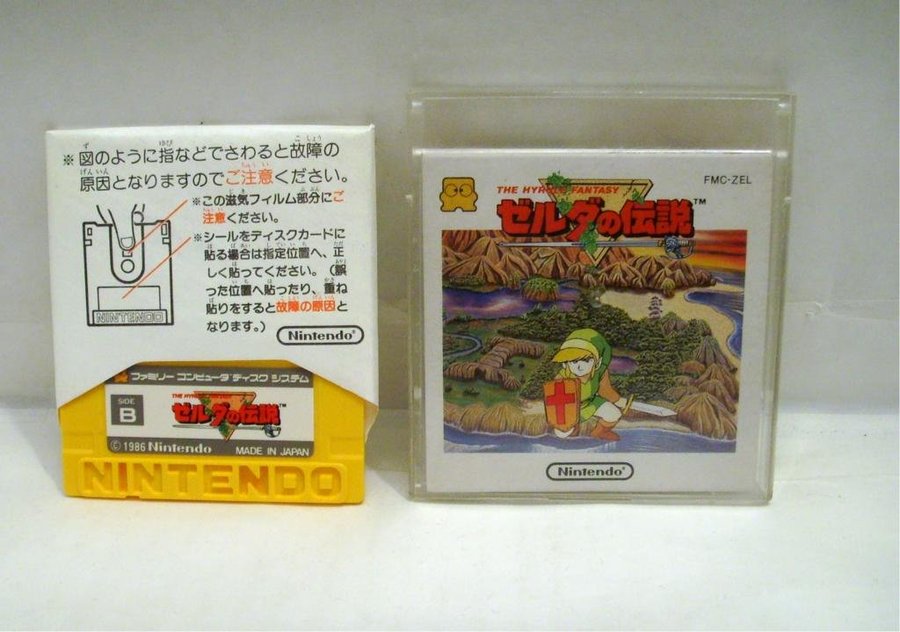 ※図のように指などでさわると故障の
原因となりますのでご注意ください。
※この滋気フィルム部分にご
注意ください。
※シールをディスクカードに
貼る場合は指定位置へ、正
しく貼ってください。(誤
った位置へ貼ったり、重ね
貼りをすると故障の原因と
なります。)
NINTENDO
Nintendo®
ファミリー コンピュータ ディスク システム
SIDE
B
THE HYRULE FANTASY
ゼルダの伝説™
©1986 Nintendo MADE IN JAPAN
NINTENDO
FMC-ZEL
THE HYRULE FANTASY
ゼルダの伝説™
Nintendo®